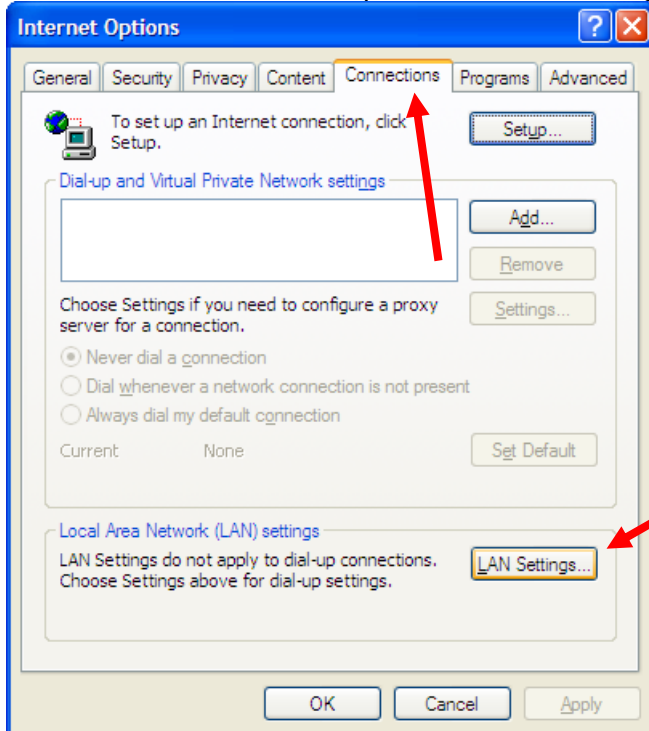 Internet Options
General Security Privacy Content Connections Programs Advanced
To set up an Internet connection, click Setup.
Setup...
Dial-up and Virtual Private Network settings
Add...
Remove
Choose Settings if you need to configure a proxy
server for a connection.
Settings...
Never dial a connection
Dial whenever a network connection is not present
Always dial my default connection
Current None Set Default
Local Area Network (LAN) settings
LAN Settings do not apply to dial-up connections.
Choose Settings above for dial-up settings.
LAN Settings...
OK Cancel Apply